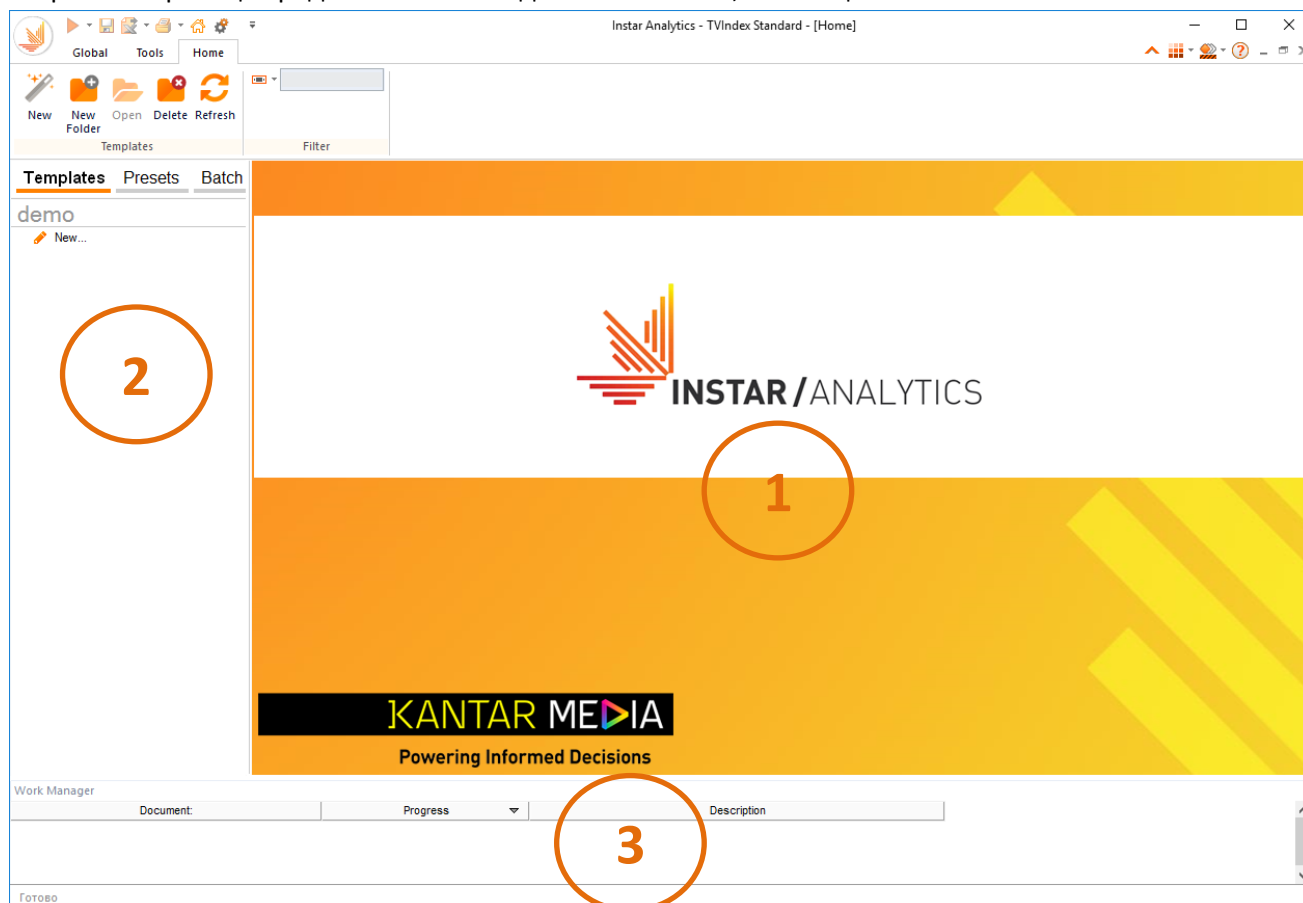 Instar Analytics - TVIndex Standard - [Home]
Global Tools Home
New New Folder Open Delete Refresh
Templates Filter
Templates Presets Batch
demo
New...
2
INSTAR/ANALYTICS
1
KANTAR MEDIA
Powering Informed Decisions
Work Manager
Document: Progress Description
3
Готово